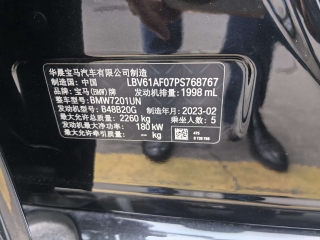 华晨宝马汽车有限公司制造
制造国:中国 LBV61AF07PS768767
品牌:宝马(BMW)牌 发动机排量:1998 mL
整车型号:BMW7201UN
发动机型号:B48B20G 制造年月:2023-02
最大允许总质量:2260 kg 乘坐人数:5
发动机最大净功率:180 kW
最大允许牵引质量:-- kg